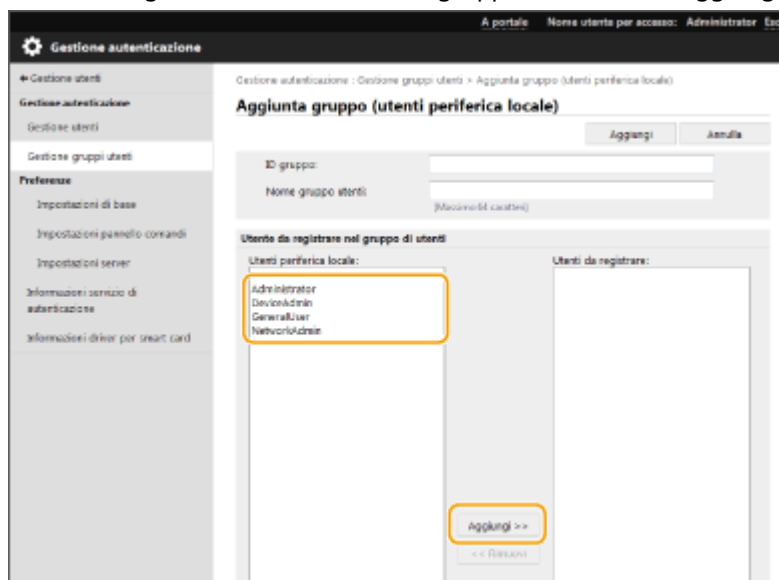 A portale Nome utente per accesso: Administrator
Gestione autenticazione
Gestione utenti
Gestione autenticazione : Gestione gruppi utenti > Aggiunta gruppo (utenti periferica locale)
Gestione autenticazione
Aggiunta gruppo (utenti periferica locale)
Gestione utenti
Aggiungi Annulla
Gestione gruppi utenti
ID gruppo:
Preferenze
Nome gruppo utenti:
Impostazioni di base
(Massimo 64 caratteri)
Impostazioni pannello comandi
Utente da registrare nel gruppo di utenti
Impostazioni server
Utenti periferica locale: Utenti da registrare:
Informazioni servizio di
autenticazione
Administrator
DeviceAdmin
GeneralUser
NetworkAdmin
Informazioni driver per smart card
Aggiungi >>
<< Rimuovi